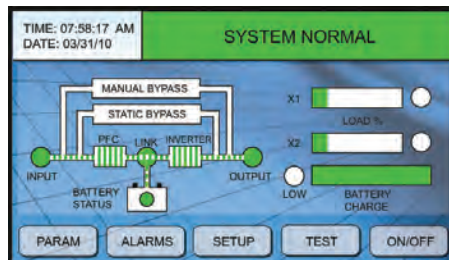 TIME: 07:58:17 AM
DATE: 03/31/10
SYSTEM NORMAL
MANUAL BYPASS
STATIC BYPASS
PFC LINK INVERTER
INPUT
OUTPUT
BATTERY
STATUS
X1
LOAD %
X2
LOW
BATTERY
CHARGE
PARAM ALARMS SETUP TEST ON/OFF